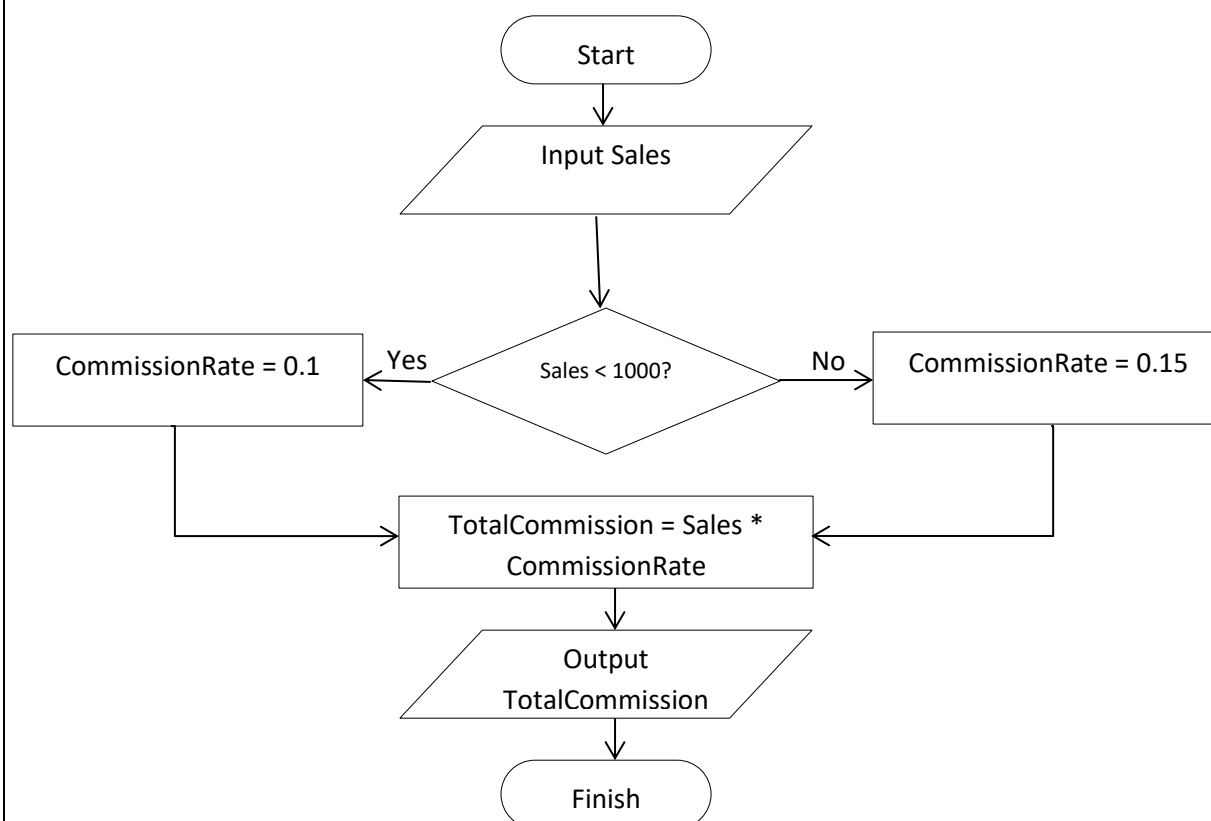 Start
Input Sales
CommissionRate = 0.1
Yes
Sales < 1000?
No
CommissionRate = 0.15
TotalCommission = Sales *
CommissionRate
Output
TotalCommission
Finish